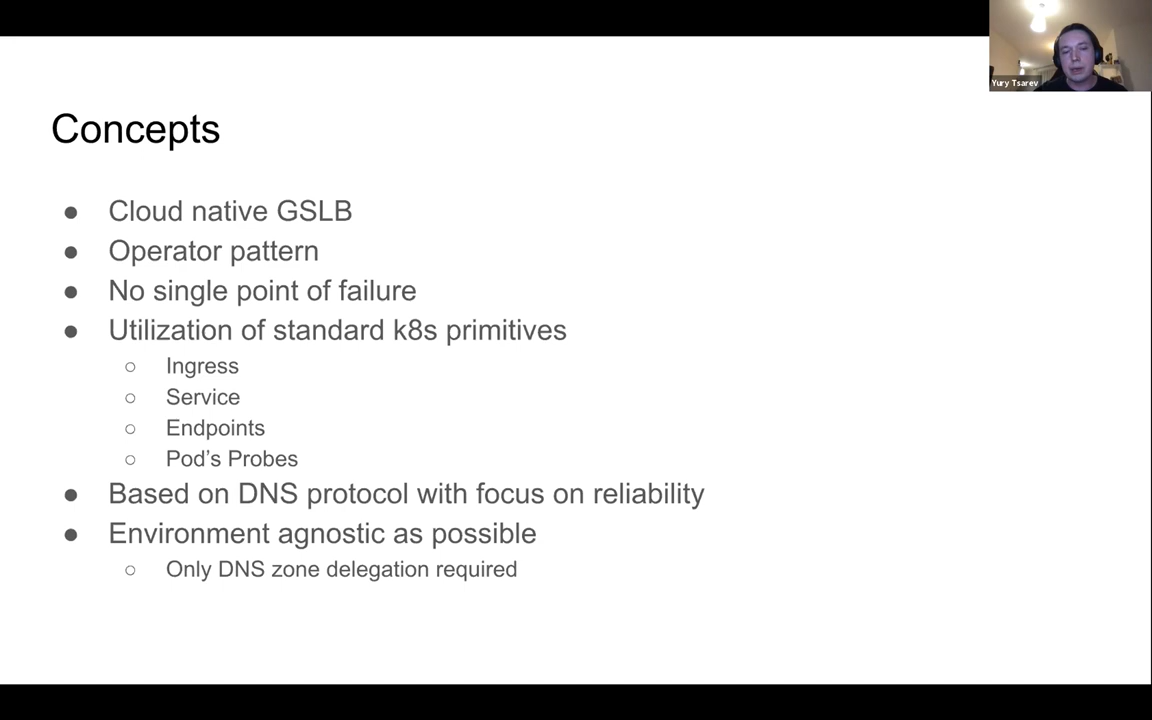 Yury Tsarev
Concepts
● Cloud native GSLB
● Operator pattern
● No single point of failure
● Utilization of standard k8s primitives
○ Ingress
○ Service
○ Endpoints
○ Pod’s Probes
● Based on DNS protocol with focus on reliability
● Environment agnostic as possible
○ Only DNS zone delegation required